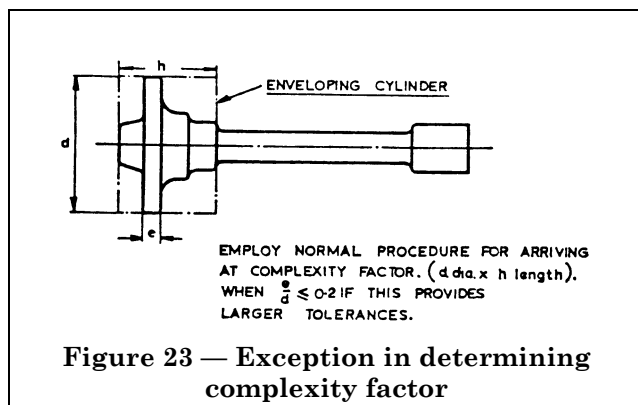 h
ENVELOPING CYLINDER
d
e
EMPLOY NORMAL PROCEDURE FOR ARRIVING
AT COMPLEXITY FACTOR. (d dia. x h length).
WHEN e/d ≤ 0·2 IF THIS PROVIDES
LARGER TOLERANCES.
Figure 23 — Exception in determining
complexity factor